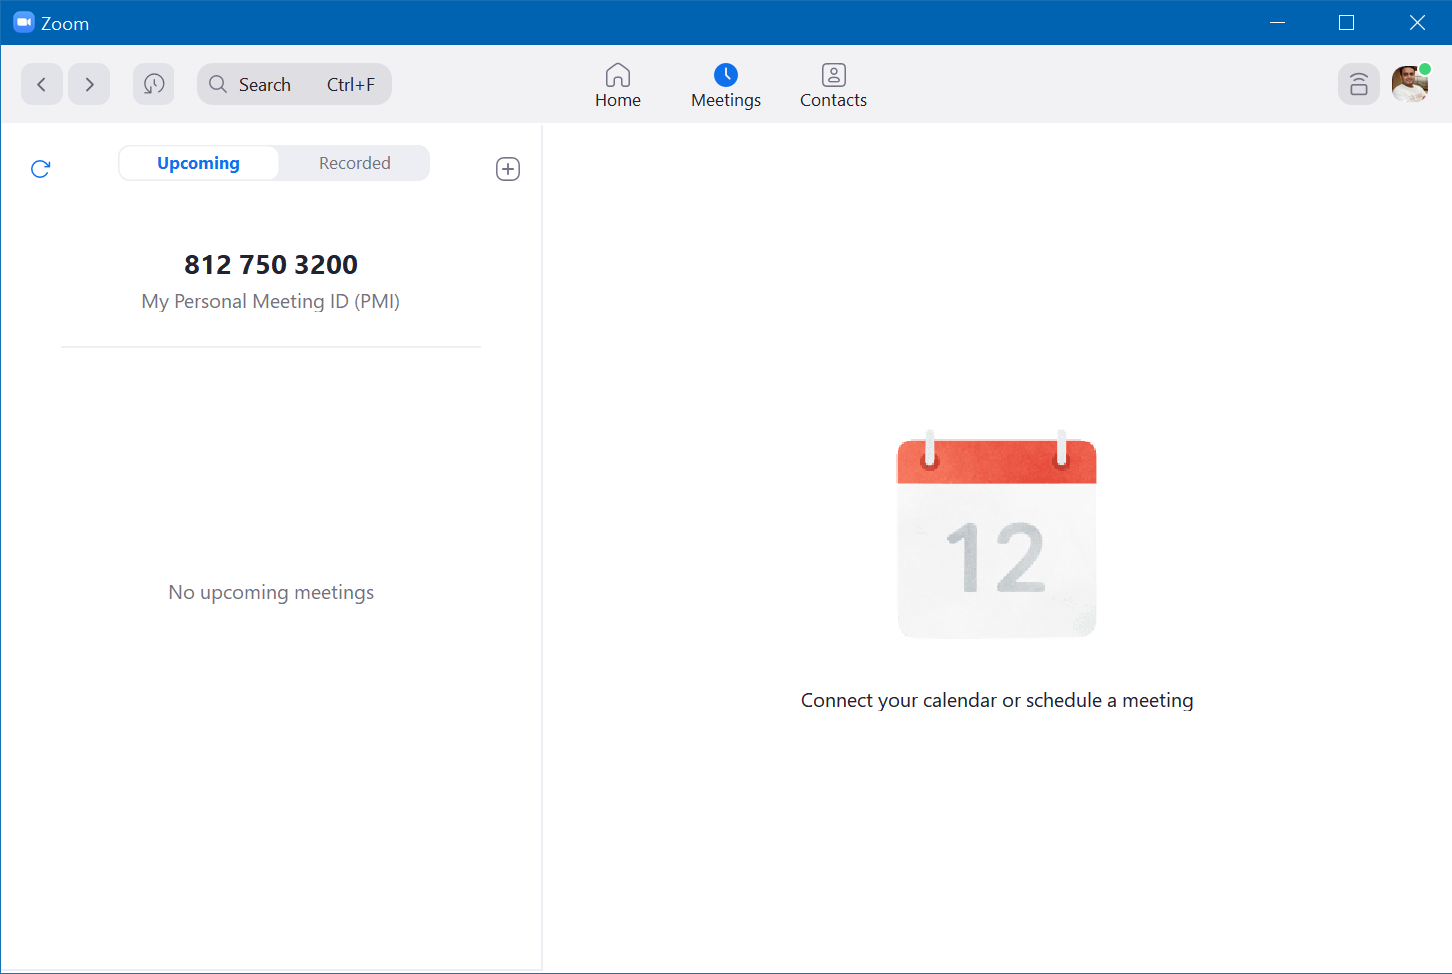 Zoom
Search Ctrl+F
Home
Meetings
Contacts
Upcoming
Recorded
812 750 3200
My Personal Meeting ID (PMI)
No upcoming meetings
12
Connect your calendar or schedule a meeting